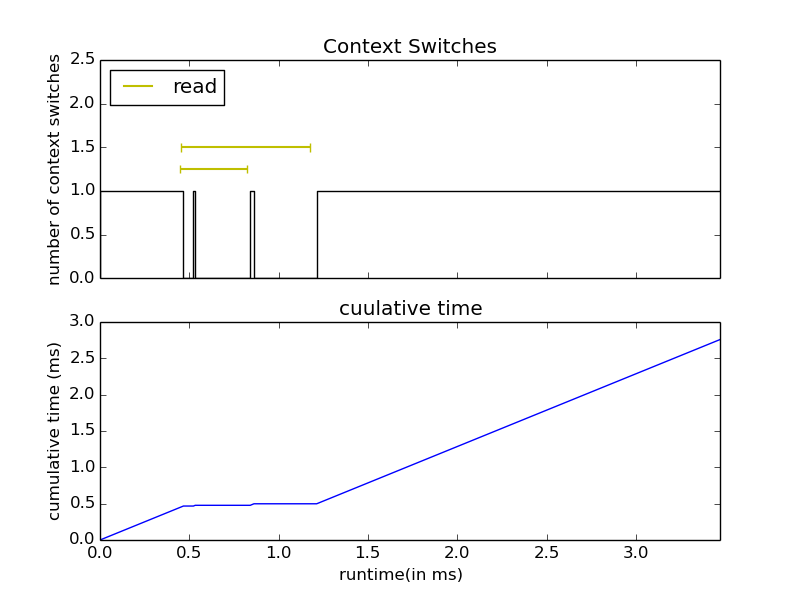 Context Switches
number of context switches
2.5
2.0
1.5
1.0
0.5
0.0
read
cuulative time
cumulative time (ms)
3.0
2.5
2.0
1.5
1.0
0.5
0.0
0.0 0.5 1.0 1.5 2.0 2.5 3.0
runtime(in ms)